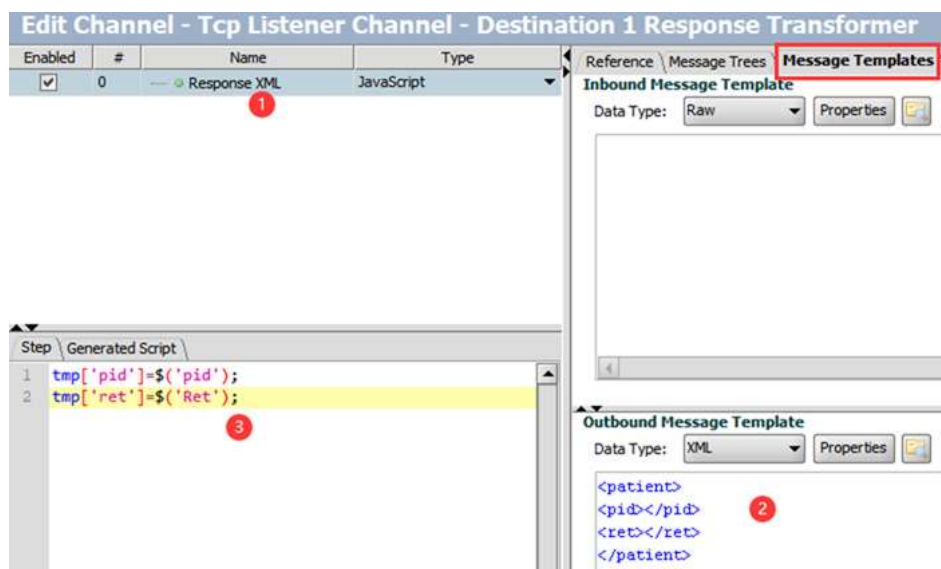 Edit Channel - Tcp Listener Channel - Destination 1 Response Transformer
Enabled # Name Type
0 Response XML JavaScript
1
Reference Message Trees Message Templates
Inbound Message Template
Data Type: Raw Properties
Step Generated Script
1 tmp['pid']=$('pid');
2 tmp['ret']=$('Ret');
3
Outbound Message Template
Data Type: XML Properties
<patient>
<pid></pid>
2
<ret></ret>
</patient>